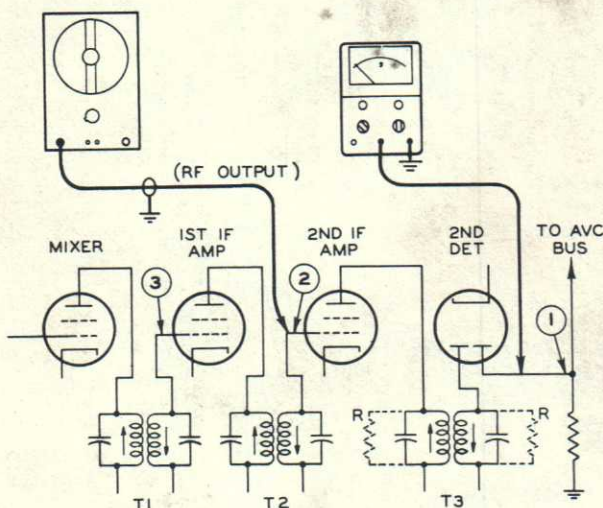 (RF OUTPUT)
MIXER
1ST IF
AMP
2ND IF
AMP
2ND
DET
TO AVC
BUS
3
2
1
R
R
T1
T2
T3